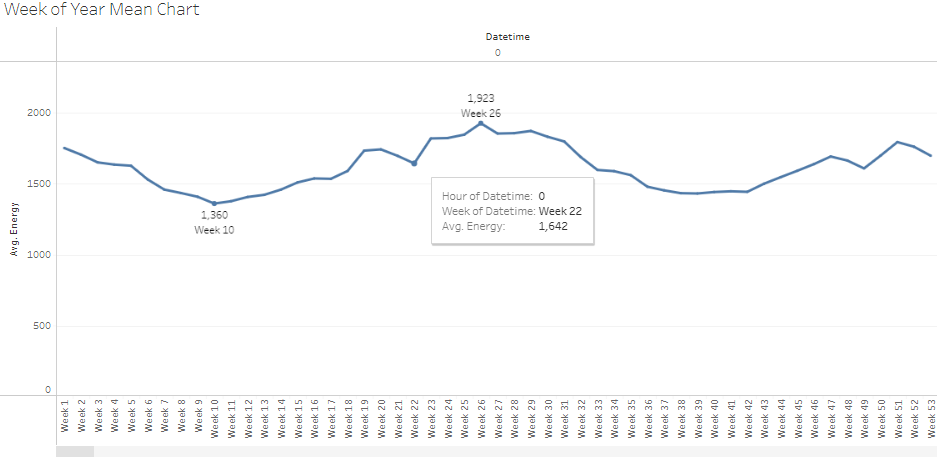 Week of Year Mean Chart
Datetime
0
2000
1500
1000
500
0
Avg. Energy
1,923
Week 26
1,360
Week 10
Hour of Datetime: 0
Week of Datetime: Week 22
Avg. Energy: 1,642
Week 1
Week 2
Week 3
Week 4
Week 5
Week 6
Week 7
Week 8
Week 9
Week 10
Week 11
Week 12
Week 13
Week 14
Week 15
Week 16
Week 17
Week 18
Week 19
Week 20
Week 21
Week 22
Week 23
Week 24
Week 25
Week 26
Week 27
Week 28
Week 29
Week 30
Week 31
Week 32
Week 33
Week 34
Week 35
Week 36
Week 37
Week 38
Week 39
Week 40
Week 41
Week 42
Week 43
Week 44
Week 45
Week 46
Week 47
Week 48
Week 49
Week 50
Week 51
Week 52
Week 53